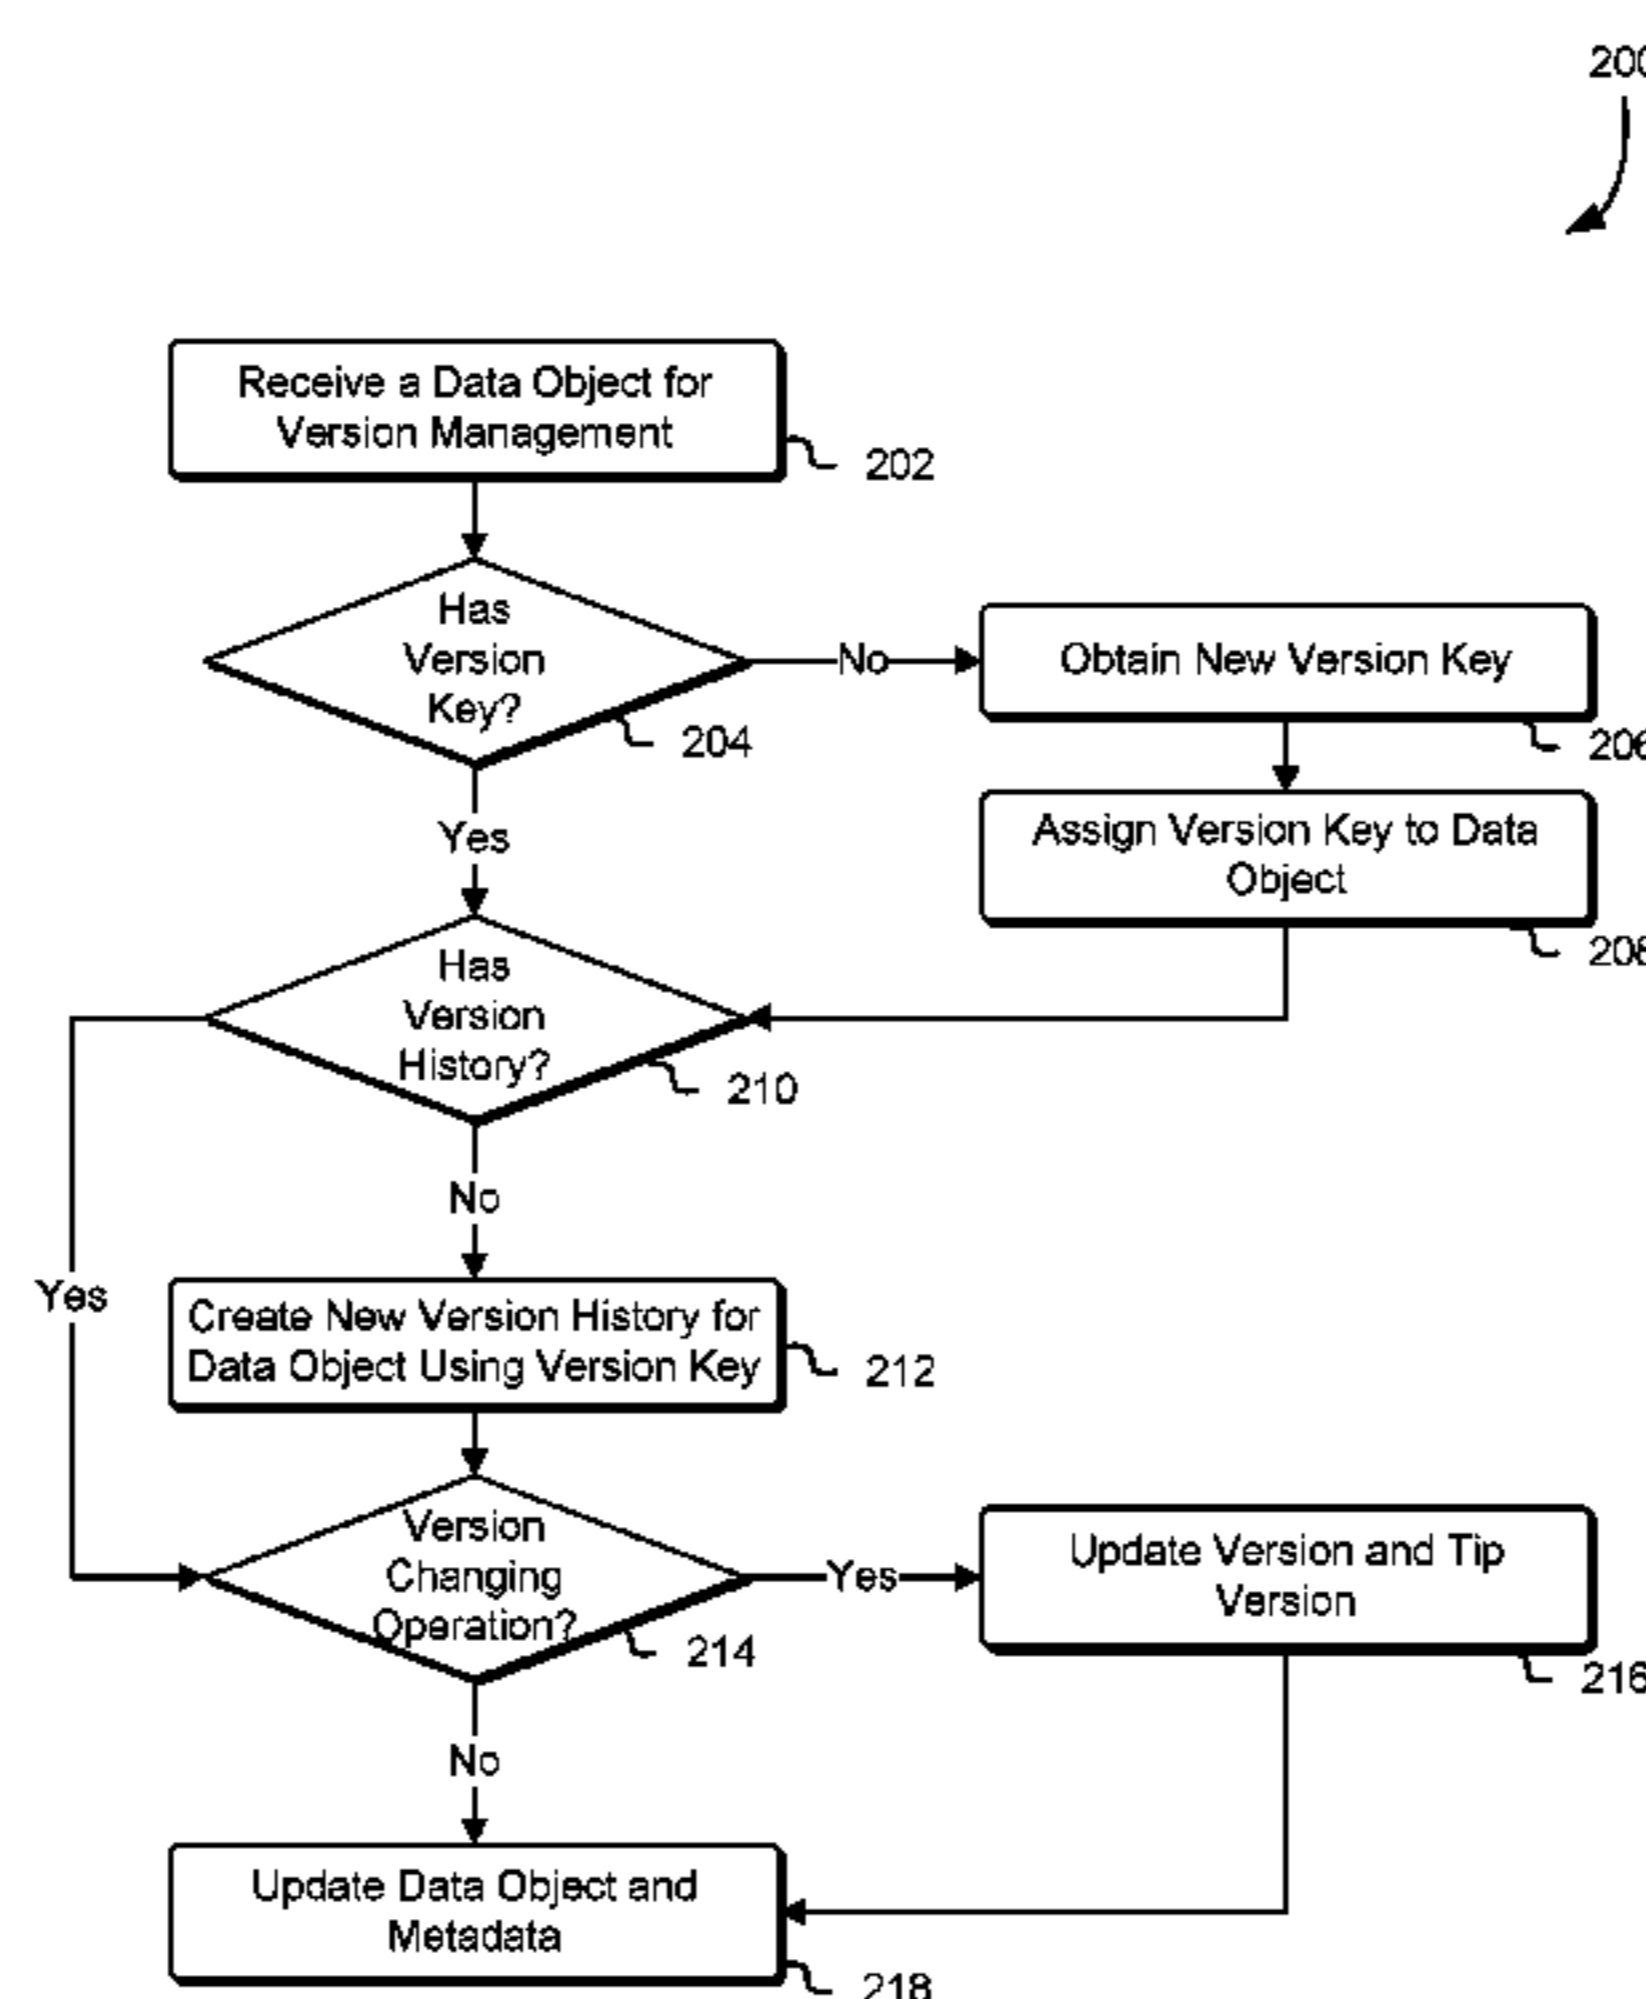 200
Receive a Data Object for
Version Management
202
Has
Version
Key?
204
No
Obtain New Version Key
206
Yes
Assign Version Key to Data
Object
208
Has
Version
History?
210
No
Yes
Create New Version History for
Data Object Using Version Key
212
Version
Changing
Operation?
214
Yes
Update Version and Tip
Version
216
No
Update Data Object and
Metadata
218